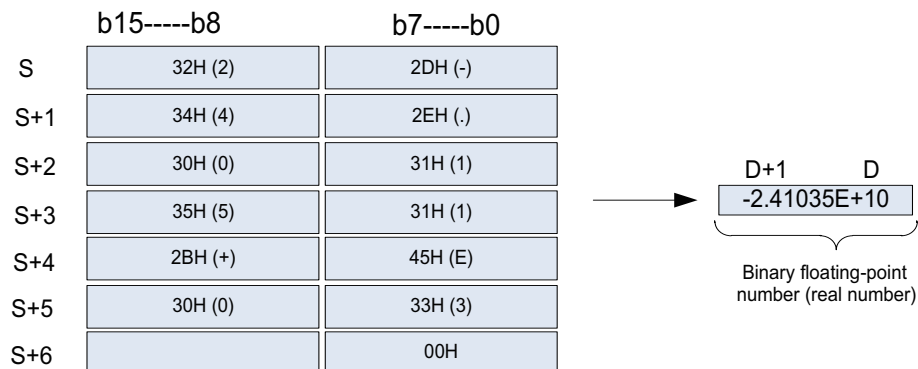 b15-----b8 b7-----b0
S 32H (2) 2DH (-)
S+1 34H (4) 2EH (.)
S+2 30H (0) 31H (1)
S+3 35H (5) 31H (1)
S+4 2BH (+) 45H (E)
S+5 30H (0) 33H (3)
S+6 00H
D+1 D
-2.41035E+10
Binary floating-point
number (real number)